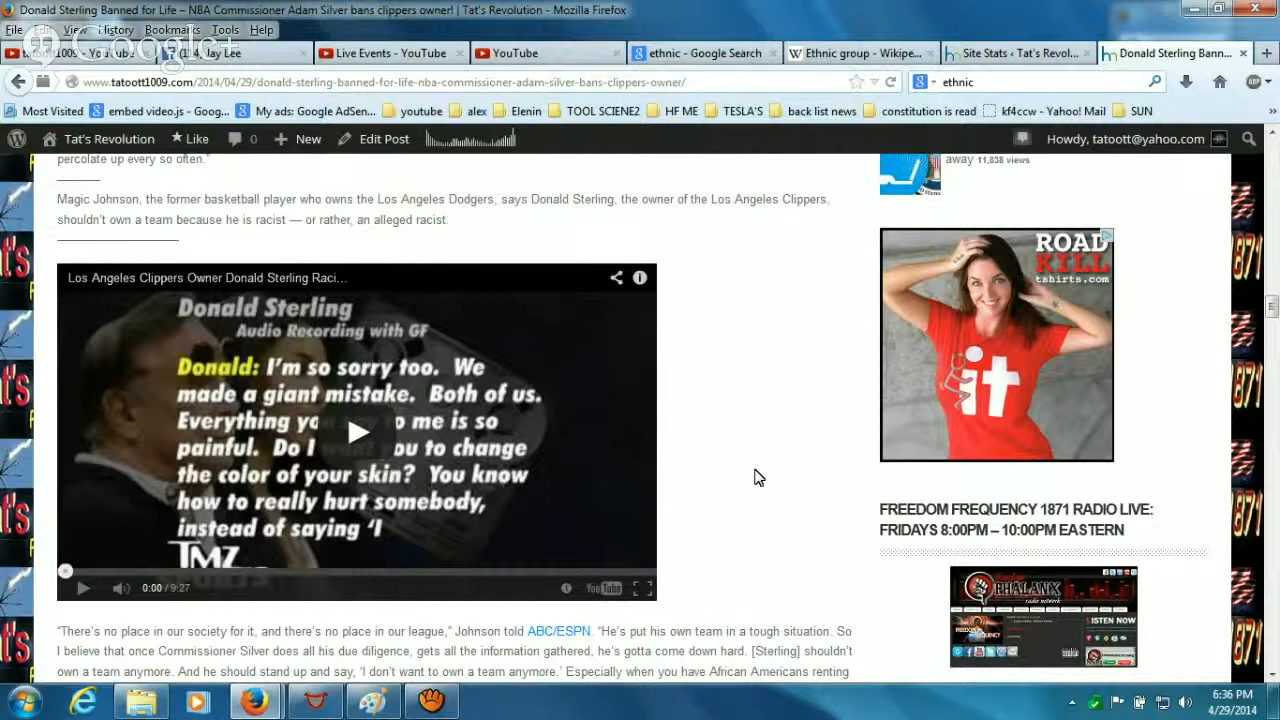 Donald Sterling Banned for Life – NBA Commissioner Adam Silver bans clippers owner! | Tat's Revolution - Mozilla Firefox
File Edit View History Bookmarks Tools Help
Google+
YouTube
Jay Lee
Live Events - YouTube
YouTube
ethnic - Google Search
Ethnic group - Wikipe...
Site Stats ‹ Tat's Revol...
Donald Sterling Bann...
www.tatoott1009.com/2014/04/29/donald-sterling-banned-for-life-nba-commissioner-adam-silver-bans-clippers-owner/
ethnic
Most Visited
embed video.js - Goog...
My ads: Google AdSen...
youtube
alex
Elenin
TOOL SCIENE2
HF ME
TESLA'S
back list news
constitution is read
kf4ccw - Yahoo! Mail
SUN
Tat's Revolution
Like
0
New
Edit Post
Howdy, tatoott@yahoo.com
percolate up every so often.”
Magic Johnson, the former basketball player who owns the Los Angeles Dodgers, says Donald Sterling, the owner of the Los Angeles Clippers,
shouldn’t own a team because he is racist — or rather, an alleged racist.
Los Angeles Clippers Owner Donald Sterling Raci...
Donald Sterling
Audio Recording with GF
Donald: I'm so sorry too. We
made a giant mistake. Both of us.
Everything to me is so
painful. Do I you to change
the color of your skin? You know
how to really hurt somebody,
instead of saying ‘I
TMZ
0:00 / 9:27
YouTube
“There’s no place in our society for it, and there’s no place in our league,” Johnson told ABC/ESPN. “He’s put his own team in a tough situation. So
I believe that once Commissioner Silver does all his due diligence, gets all the information gathered, he’s gotta come down hard. [Sterling] shouldn’t
own a team anymore. And he should stand up and say, ‘I don’t want to own a team anymore.’ Especially when you have African Americans renting
away 11,838 views
ROAD
KILL
tshirts.com
it
FREEDOM FREQUENCY 1871 RADIO LIVE:
FRIDAYS 8:00PM – 10:00PM EASTERN
PHALANX
radio network
LISTEN NOW
FREEDOM
FREQUENCY
1871
6:36 PM
4/29/2014